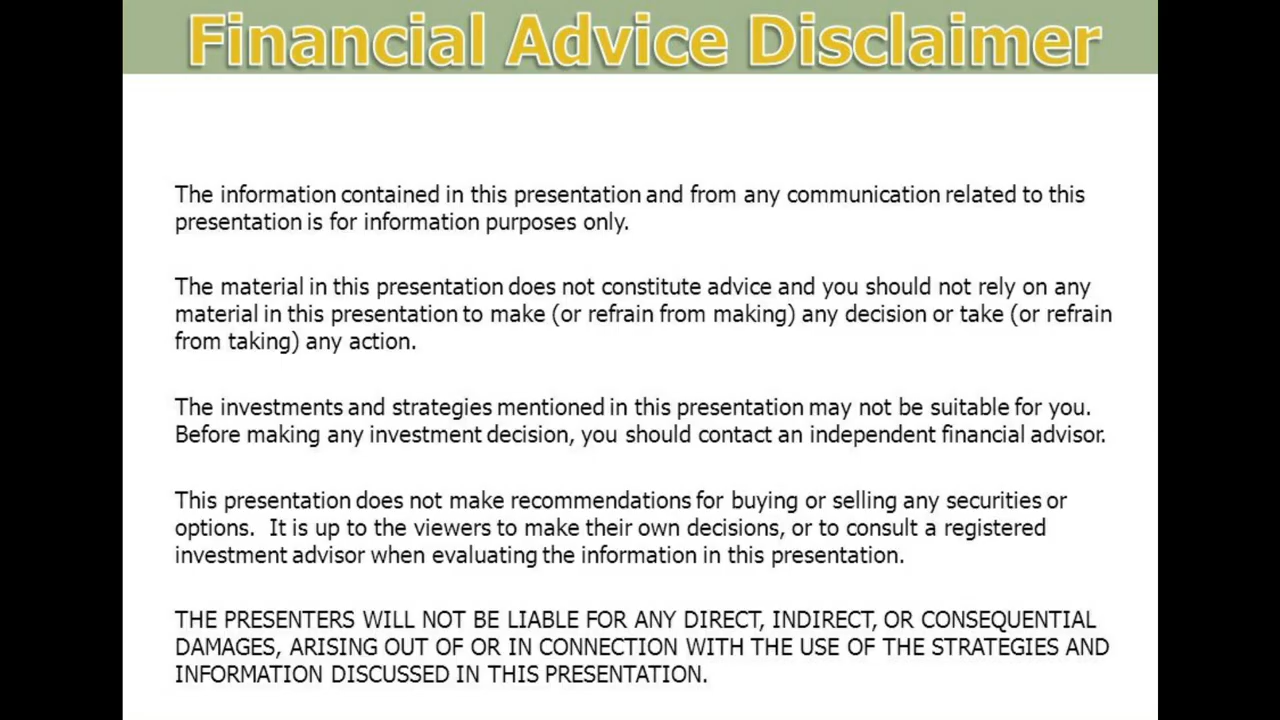 Financial Advice Disclaimer
The information contained in this presentation and from any communication related to this
presentation is for information purposes only.
The material in this presentation does not constitute advice and you should not rely on any
material in this presentation to make (or refrain from making) any decision or take (or refrain
from taking) any action.
The investments and strategies mentioned in this presentation may not be suitable for you.
Before making any investment decision, you should contact an independent financial advisor.
This presentation does not make recommendations for buying or selling any securities or
options.  It is up to the viewers to make their own decisions, or to consult a registered
investment advisor when evaluating the information in this presentation.
THE PRESENTERS WILL NOT BE LIABLE FOR ANY DIRECT, INDIRECT, OR CONSEQUENTIAL
DAMAGES, ARISING OUT OF OR IN CONNECTION WITH THE USE OF THE STRATEGIES AND
INFORMATION DISCUSSED IN THIS PRESENTATION.